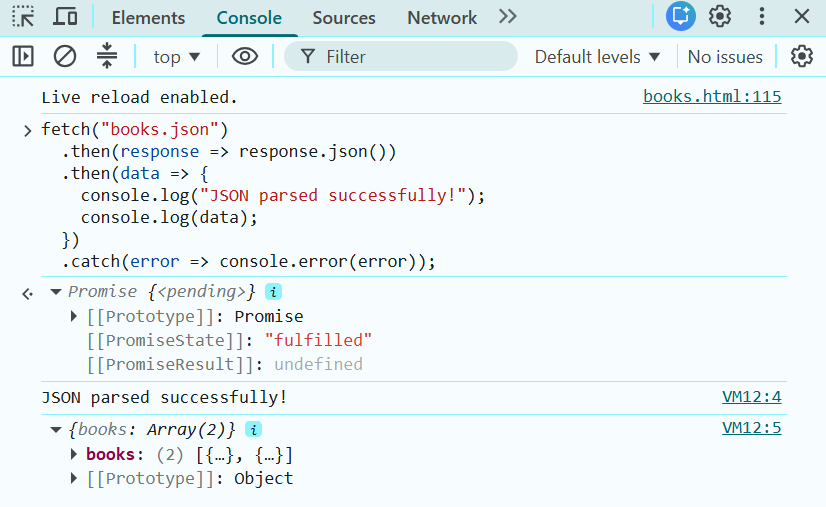 Elements Console Sources Network
top Filter Default levels No issues
Live reload enabled. books.html:115
fetch("books.json")
.then(response => response.json())
.then(data => {
console.log("JSON parsed successfully!");
console.log(data);
})
.catch(error => console.error(error));
Promise {<pending>} i
[[Prototype]]: Promise
[[PromiseState]]: "fulfilled"
[[PromiseResult]]: undefined
JSON parsed successfully! VM12:4
{books: Array(2)} i VM12:5
books: (2) [{…}, {…}]
[[Prototype]]: Object